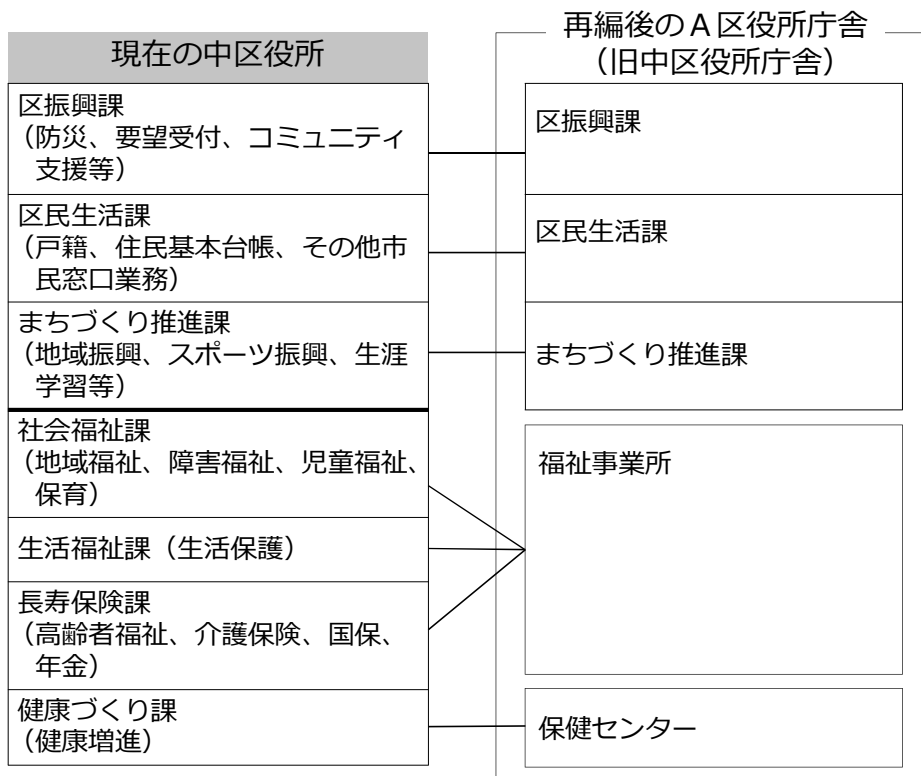 現在の中区役所
区振興課
（防災、要望受付、コミュニティ
支援等）
区民生活課
（戸籍、住民基本台帳、その他市
民窓口業務）
まちづくり推進課
（地域振興、スポーツ振興、生涯
学習等）
社会福祉課
（地域福祉、障害福祉、児童福祉、
保育）
生活福祉課（生活保護）
長寿保険課
（高齢者福祉、介護保険、国保、
年金）
健康づくり課
（健康増進）
再編後のＡ区役所庁舎
（旧中区役所庁舎）
区振興課
区民生活課
まちづくり推進課
福祉事業所
保健センター